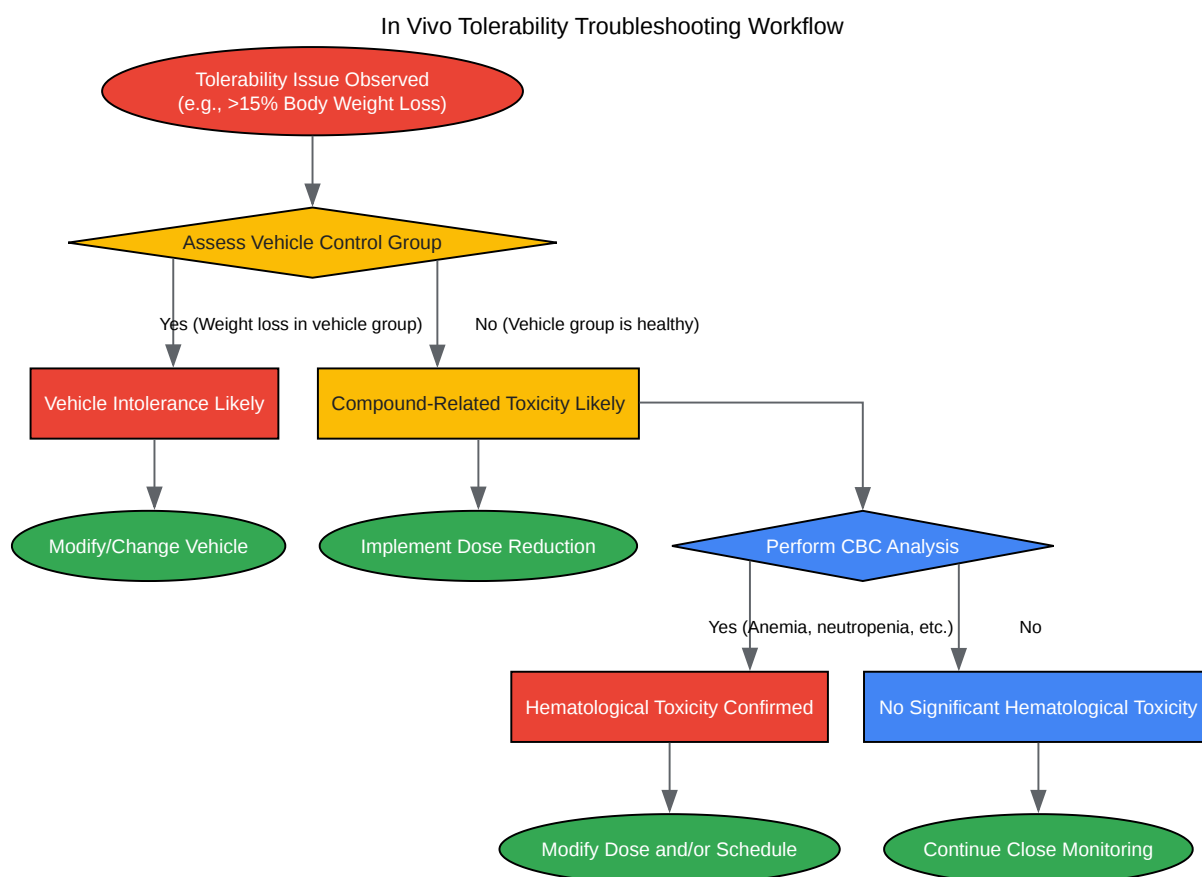 In Vivo Tolerability Troubleshooting Workflow
Tolerability Issue Observed
(e.g., >15% Body Weight Loss)
Assess Vehicle Control Group
Yes (Weight loss in vehicle group)
No (Vehicle group is healthy)
Vehicle Intolerance Likely
Compound-Related Toxicity Likely
Modify/Change Vehicle
Implement Dose Reduction
Perform CBC Analysis
Yes (Anemia, neutropenia, etc.)
No
Hematological Toxicity Confirmed
No Significant Hematological Toxicity
Modify Dose and/or Schedule
Continue Close Monitoring